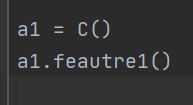 a1 = C()
a1.feautre1()